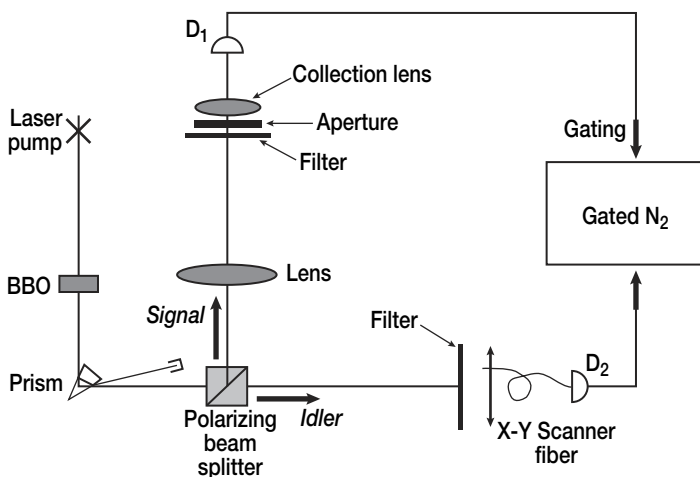 D1
Collection lens
Laser
pump
Aperture
Gating
Filter
Gated N2
BBO
Lens
Signal
Filter
Prism
D2
Idler
Polarizing
beam
splitter
X-Y Scanner
fiber